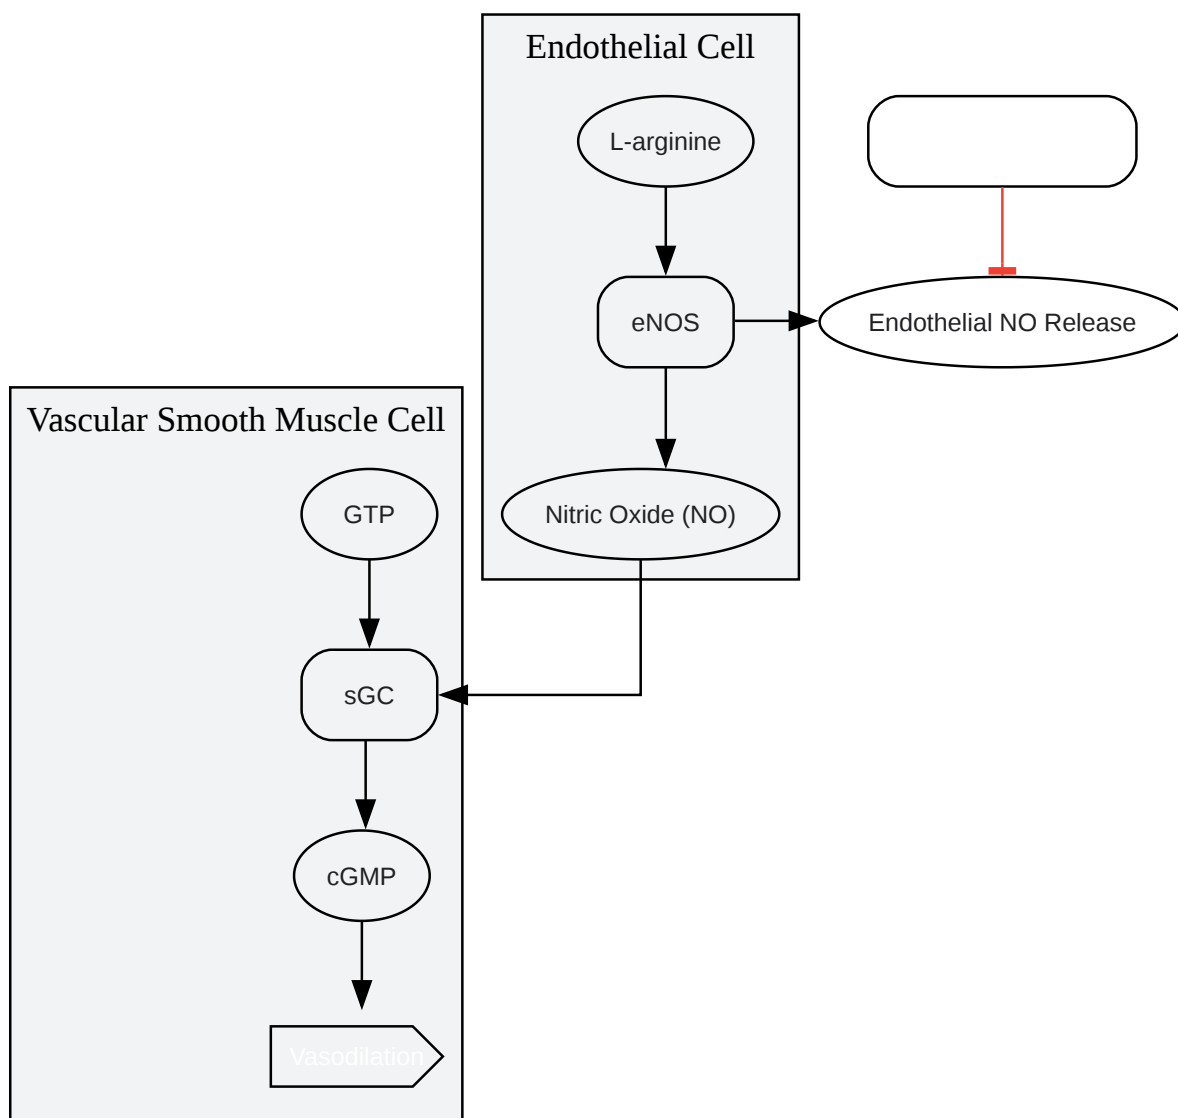 Endothelial Cell
L-arginine
eNOS
Endothelial NO Release
Vascular Smooth Muscle Cell
GTP
Nitric Oxide (NO)
sGC
cGMP
Vasodilation